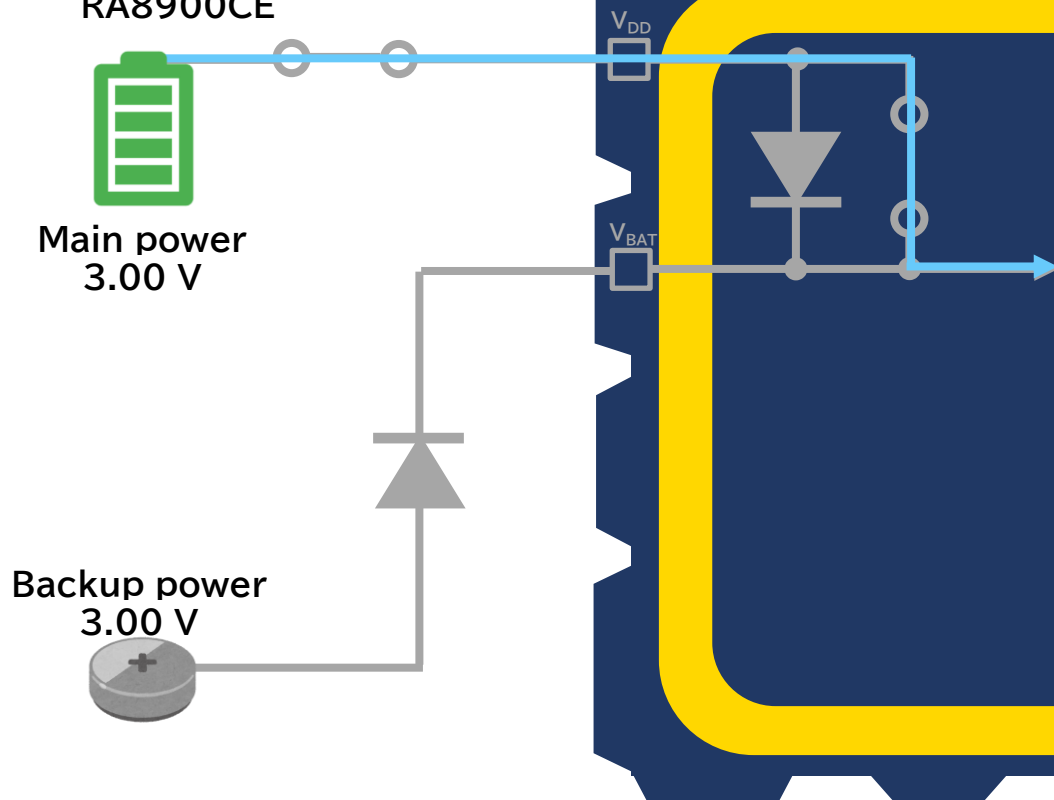 RA8900CE
VDD
Main power
3.00 V
VBAT
Backup power
3.00 V